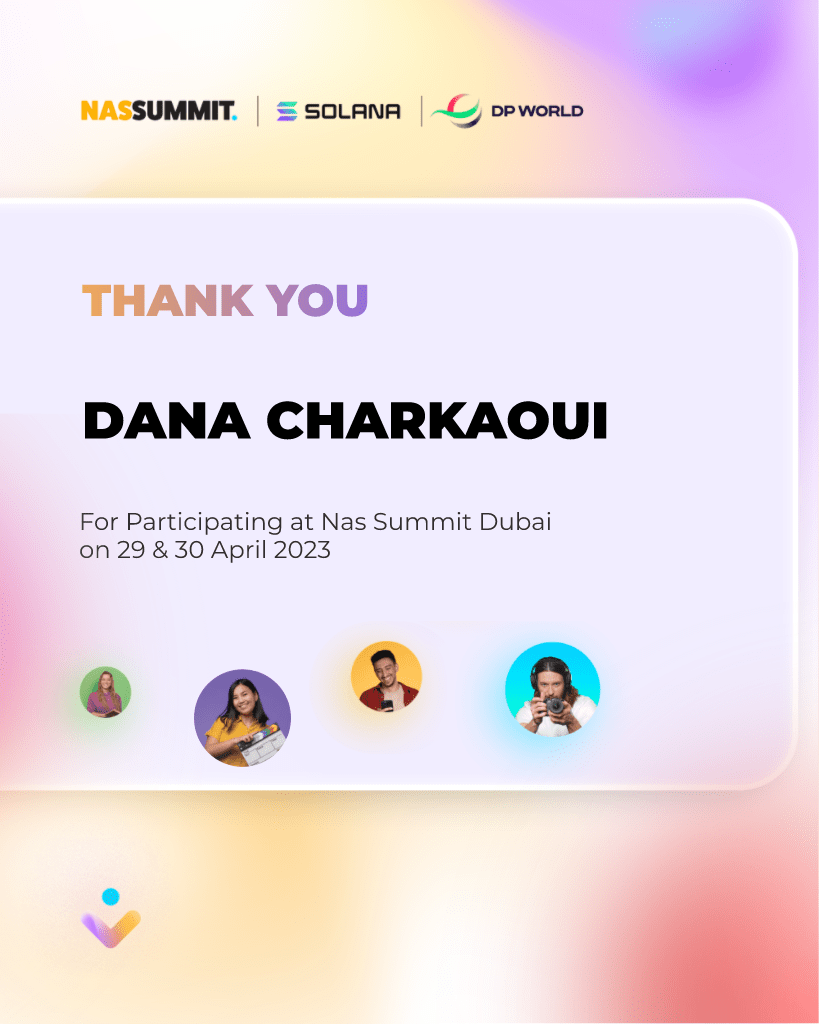 NASSUMMIT. SOLANA DP WORLD
THANK YOU
DANA CHARKAOUI
For Participating at Nas Summit Dubai
on 29 & 30 April 2023